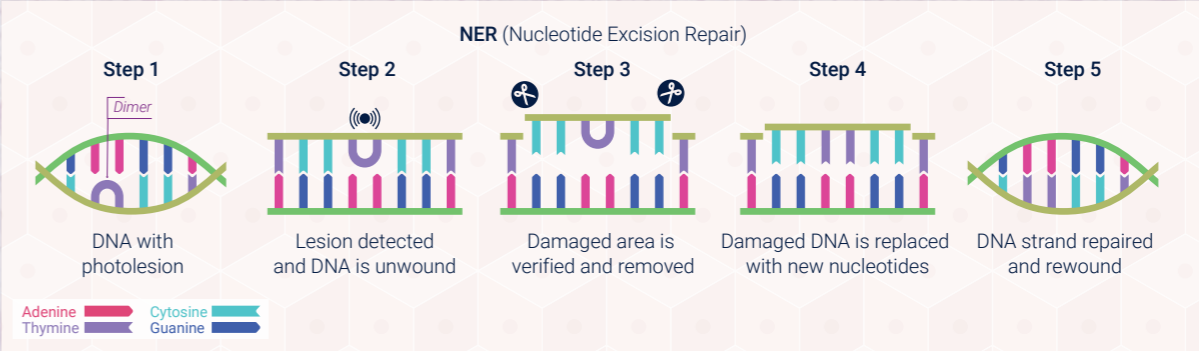 NER (Nucleotide Excision Repair)
Step 1
Dimer
DNA with
photolesion
Step 2
Lesion detected
and DNA is unwound
Step 3
Damaged area is
verified and removed
Step 4
Damaged DNA is replaced
with new nucleotides
Step 5
DNA strand repaired
and rewound
Adenine
Cytosine
Thymine
Guanine